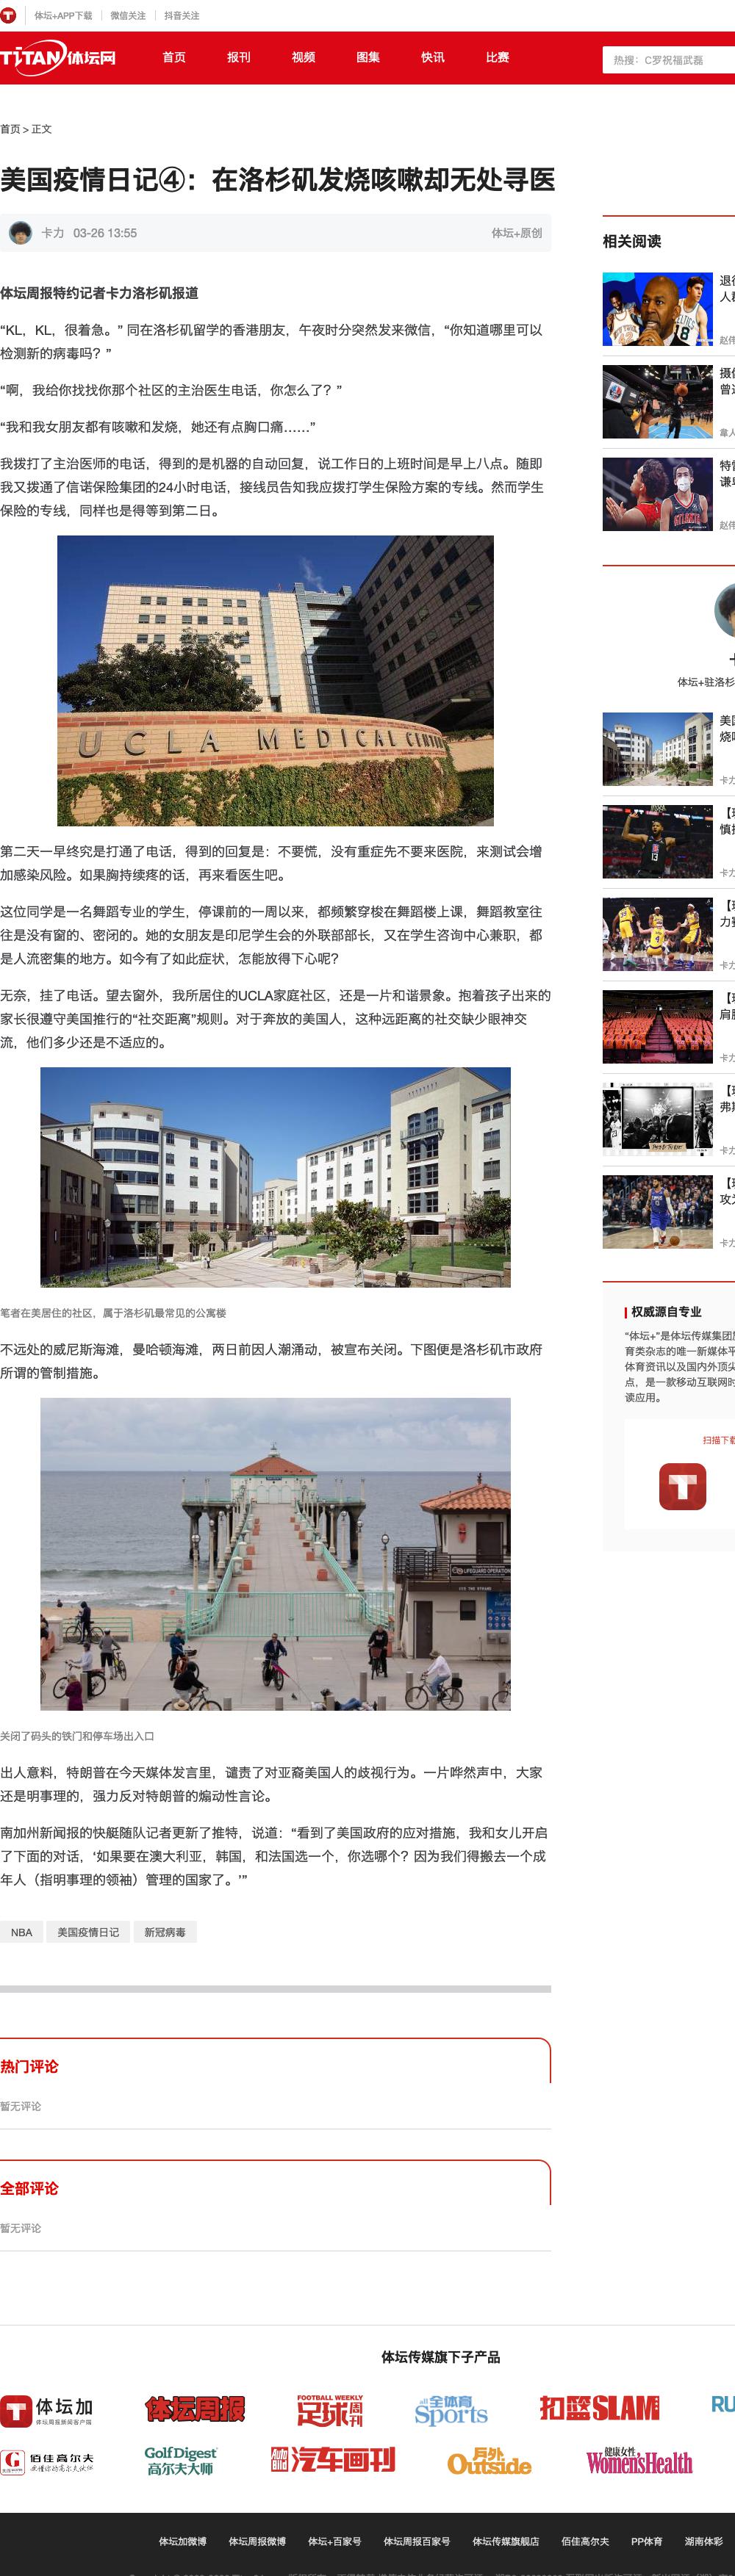 体坛+APP下载 微信关注 抖音关注
TiTAN体坛网 首页 报刊 视频 图集 快讯 比赛 热搜：C罗祝福武磊
首页 > 正文
美国疫情日记④：在洛杉矶发烧咳嗽却无处寻医
卡力 03-26 13:55 体坛+原创
体坛周报特约记者卡力洛杉矶报道
“KL，KL，很着急。” 同在洛杉矶留学的香港朋友，午夜时分突然发来微信，“你知道哪里可以
检测新的病毒吗？”
“啊，我给你找找你那个社区的主治医生电话，你怎么了？”
“我和我女朋友都有咳嗽和发烧，她还有点胸口痛……”
我拨打了主治医师的电话，得到的是机器的自动回复，说工作日的上班时间是早上八点。随即
我又拨通了信诺保险集团的24小时电话，接线员告知我应拨打学生保险方案的专线。然而学生
保险的专线，同样也是得等到第二日。
UCLA MEDICAL CENTER
第二天一早终究是打通了电话，得到的回复是：不要慌，没有重症先不要来医院，来测试会增
加感染风险。如果胸持续疼的话，再来看医生吧。
这位同学是一名舞蹈专业的学生，停课前的一周以来，都频繁穿梭在舞蹈楼上课，舞蹈教室往
往是没有窗的、密闭的。她的女朋友是印尼学生会的外联部部长，又在学生咨询中心兼职，都
是人流密集的地方。如今有了如此症状，怎能放得下心呢？
无奈，挂了电话。望去窗外，我所居住的UCLA家庭社区，还是一片和谐景象。抱着孩子出来的
家长很遵守美国推行的“社交距离”规则。对于奔放的美国人，这种远距离的社交缺少眼神交
流，他们多少还是不适应的。
笔者在美居住的社区，属于洛杉矶最常见的公寓楼
不远处的威尼斯海滩，曼哈顿海滩，两日前因人潮涌动，被宣布关闭。下图便是洛杉矶市政府
所谓的管制措施。
LIFEGUARD OPERATION
关闭了码头的铁门和停车场出入口
出人意料，特朗普在今天媒体发言里，谴责了对亚裔美国人的歧视行为。一片哗然声中，大家
还是明事理的，强力反对特朗普的煽动性言论。
南加州新闻报的快艇随队记者更新了推特，说道：“看到了美国政府的应对措施，我和女儿开启
了下面的对话，‘如果要在澳大利亚，韩国，和法国选一个，你选哪个？因为我们得搬去一个成
年人（指明事理的领袖）管理的国家了。’”
NBA 美国疫情日记 新冠病毒
热门评论
暂无评论
全部评论
暂无评论
相关阅读
退役
人群
赵伟
摄像
曾遭
韋人
特雷
谦卑
赵伟
体坛+驻洛杉
美国
烧咳
卡力
慎接
卡力
力赛
卡力
肩膀
卡力
弗斯
卡力
攻为
卡力
权威源自专业
“体坛+”是体坛传媒集团旗
育类杂志的唯一新媒体平
体育资讯以及国内外顶尖
点，是一款移动互联网时
读应用。
扫描下载
体坛传媒旗下子产品
体坛加 体坛周报新闻客户端 体坛周报 FOOTBALL WEEKLY 足球周刊 全体育 Sports 扣篮SLAM RU
佰佳高尔夫 GolfDigest 高尔夫大师 汽车画刊 户外 Outside 健康女性 Women'sHealth
体坛加微博 体坛周报微博 体坛+百家号 体坛周报百家号 体坛传媒旗舰店 佰佳高尔夫 PP体育 湖南体彩